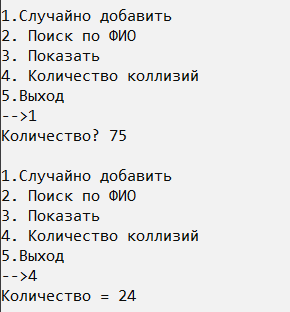 1.Случайно добавить
2. Поиск по ФИО
3. Показать
4. Количество коллизий
5.Выход
-->1
Количество? 75
1.Случайно добавить
2. Поиск по ФИО
3. Показать
4. Количество коллизий
5.Выход
-->4
Количество = 24